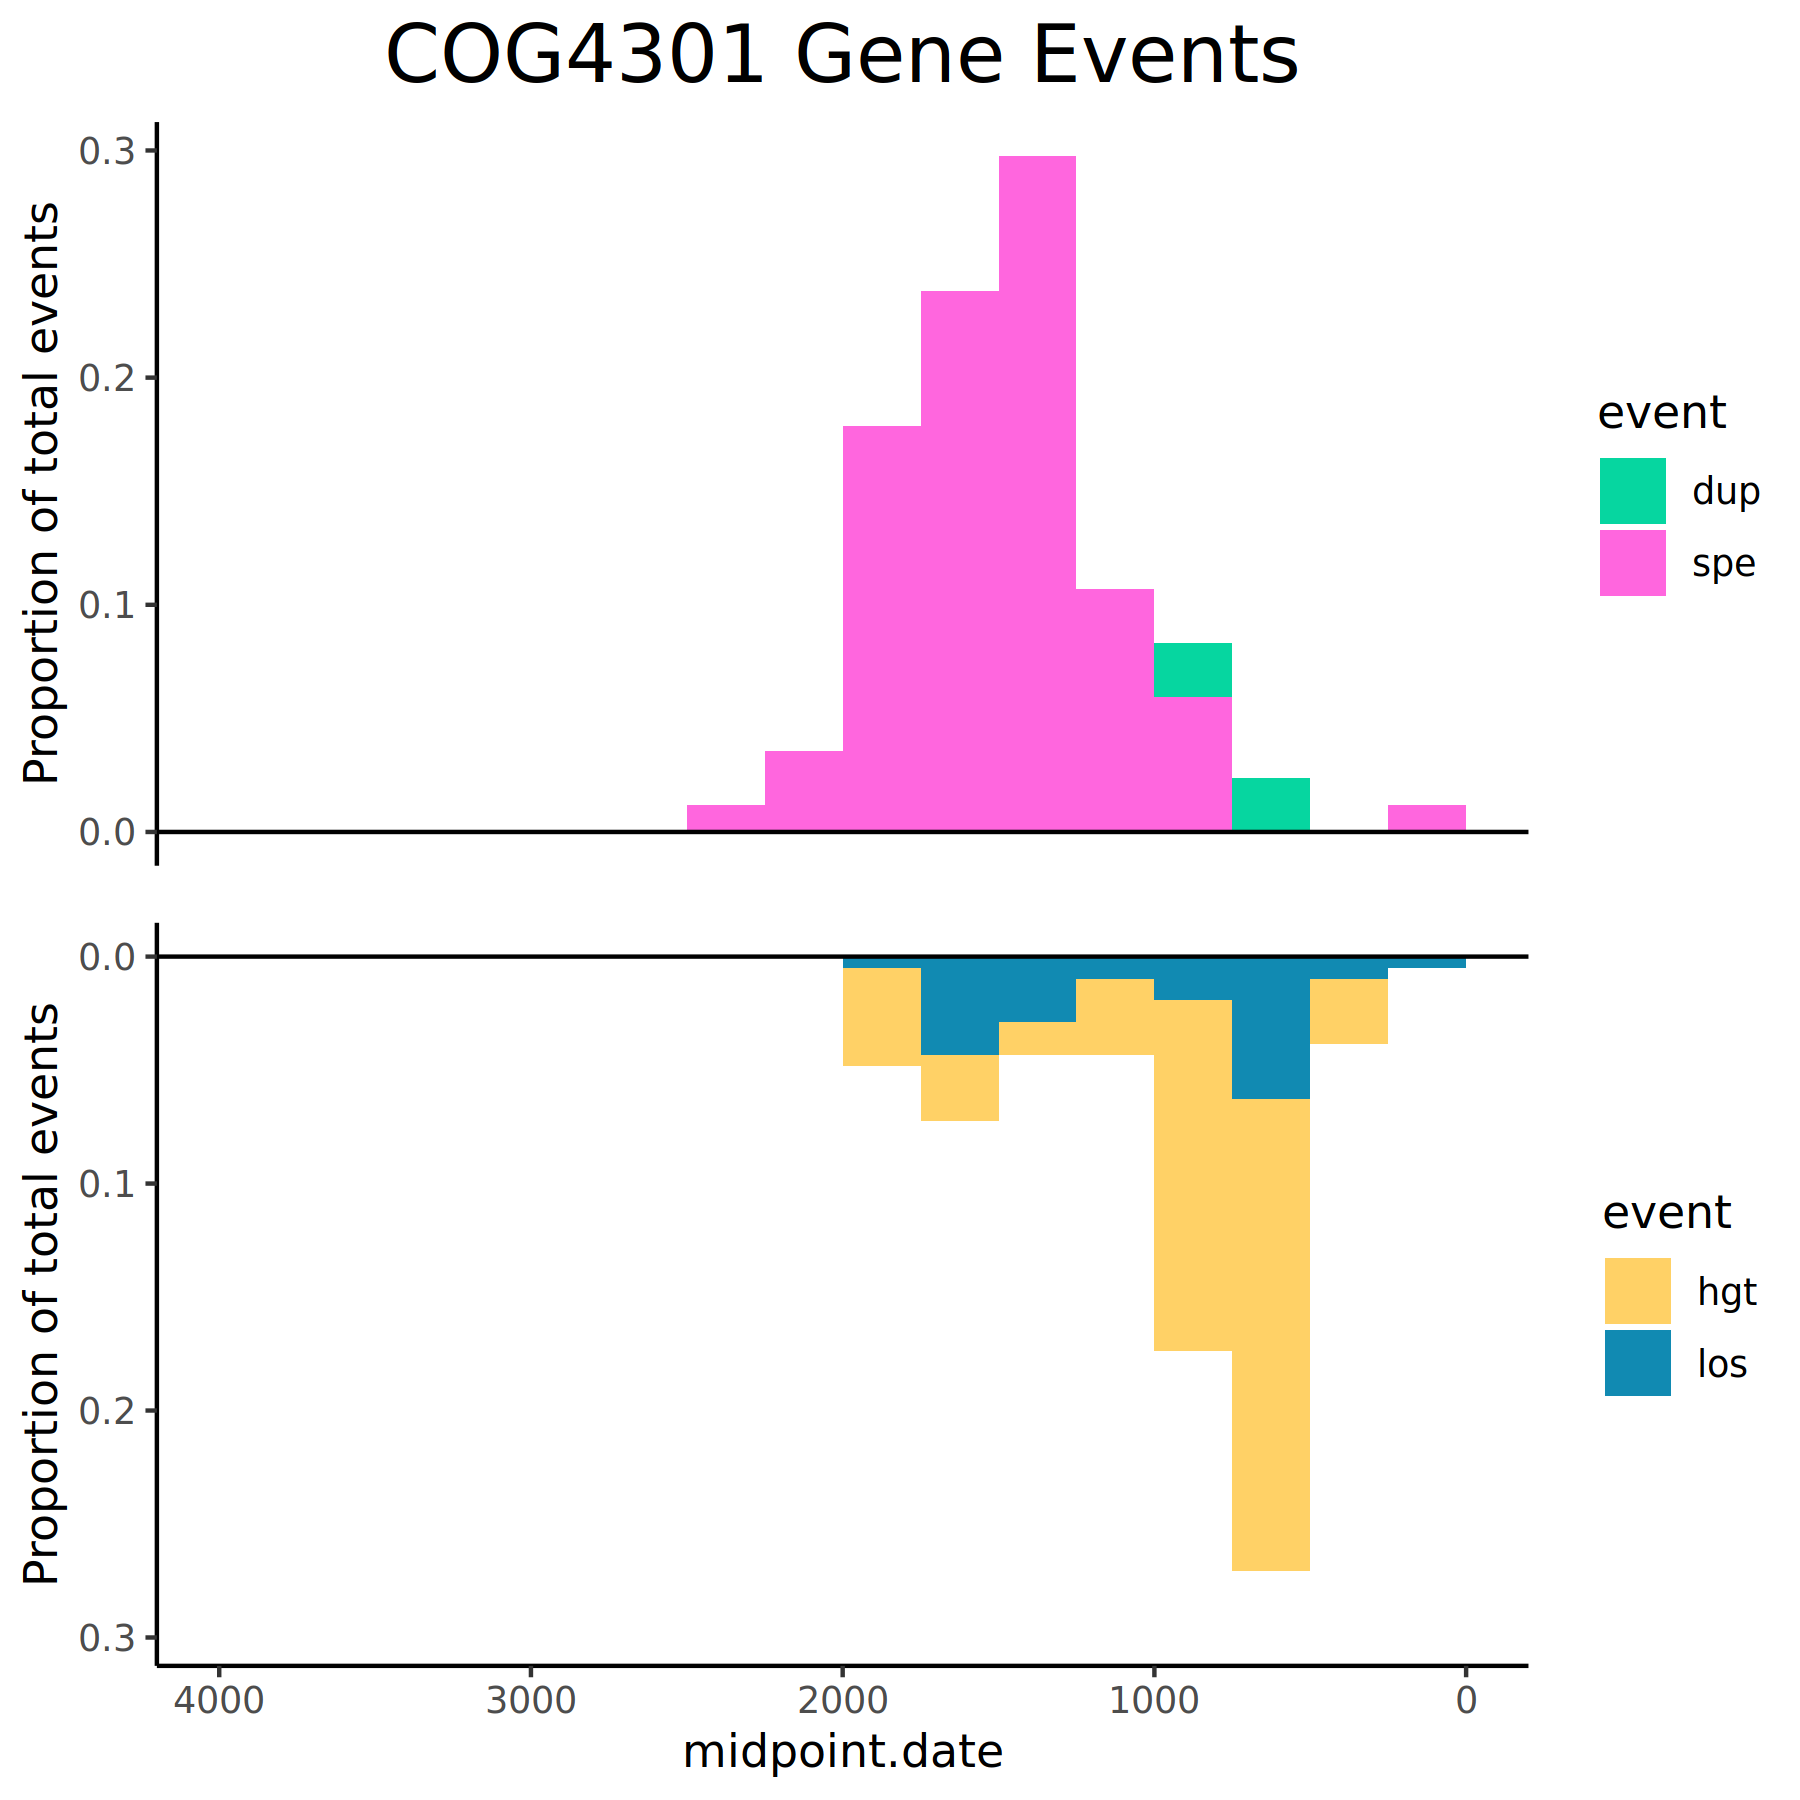 COG4301 Gene Events
Proportion of total events
0.3
0.2
0.1
0.0
event
dup
spe
Proportion of total events
0.0
0.1
0.2
0.3
event
hgt
los
4000 3000 2000 1000 0
midpoint.date